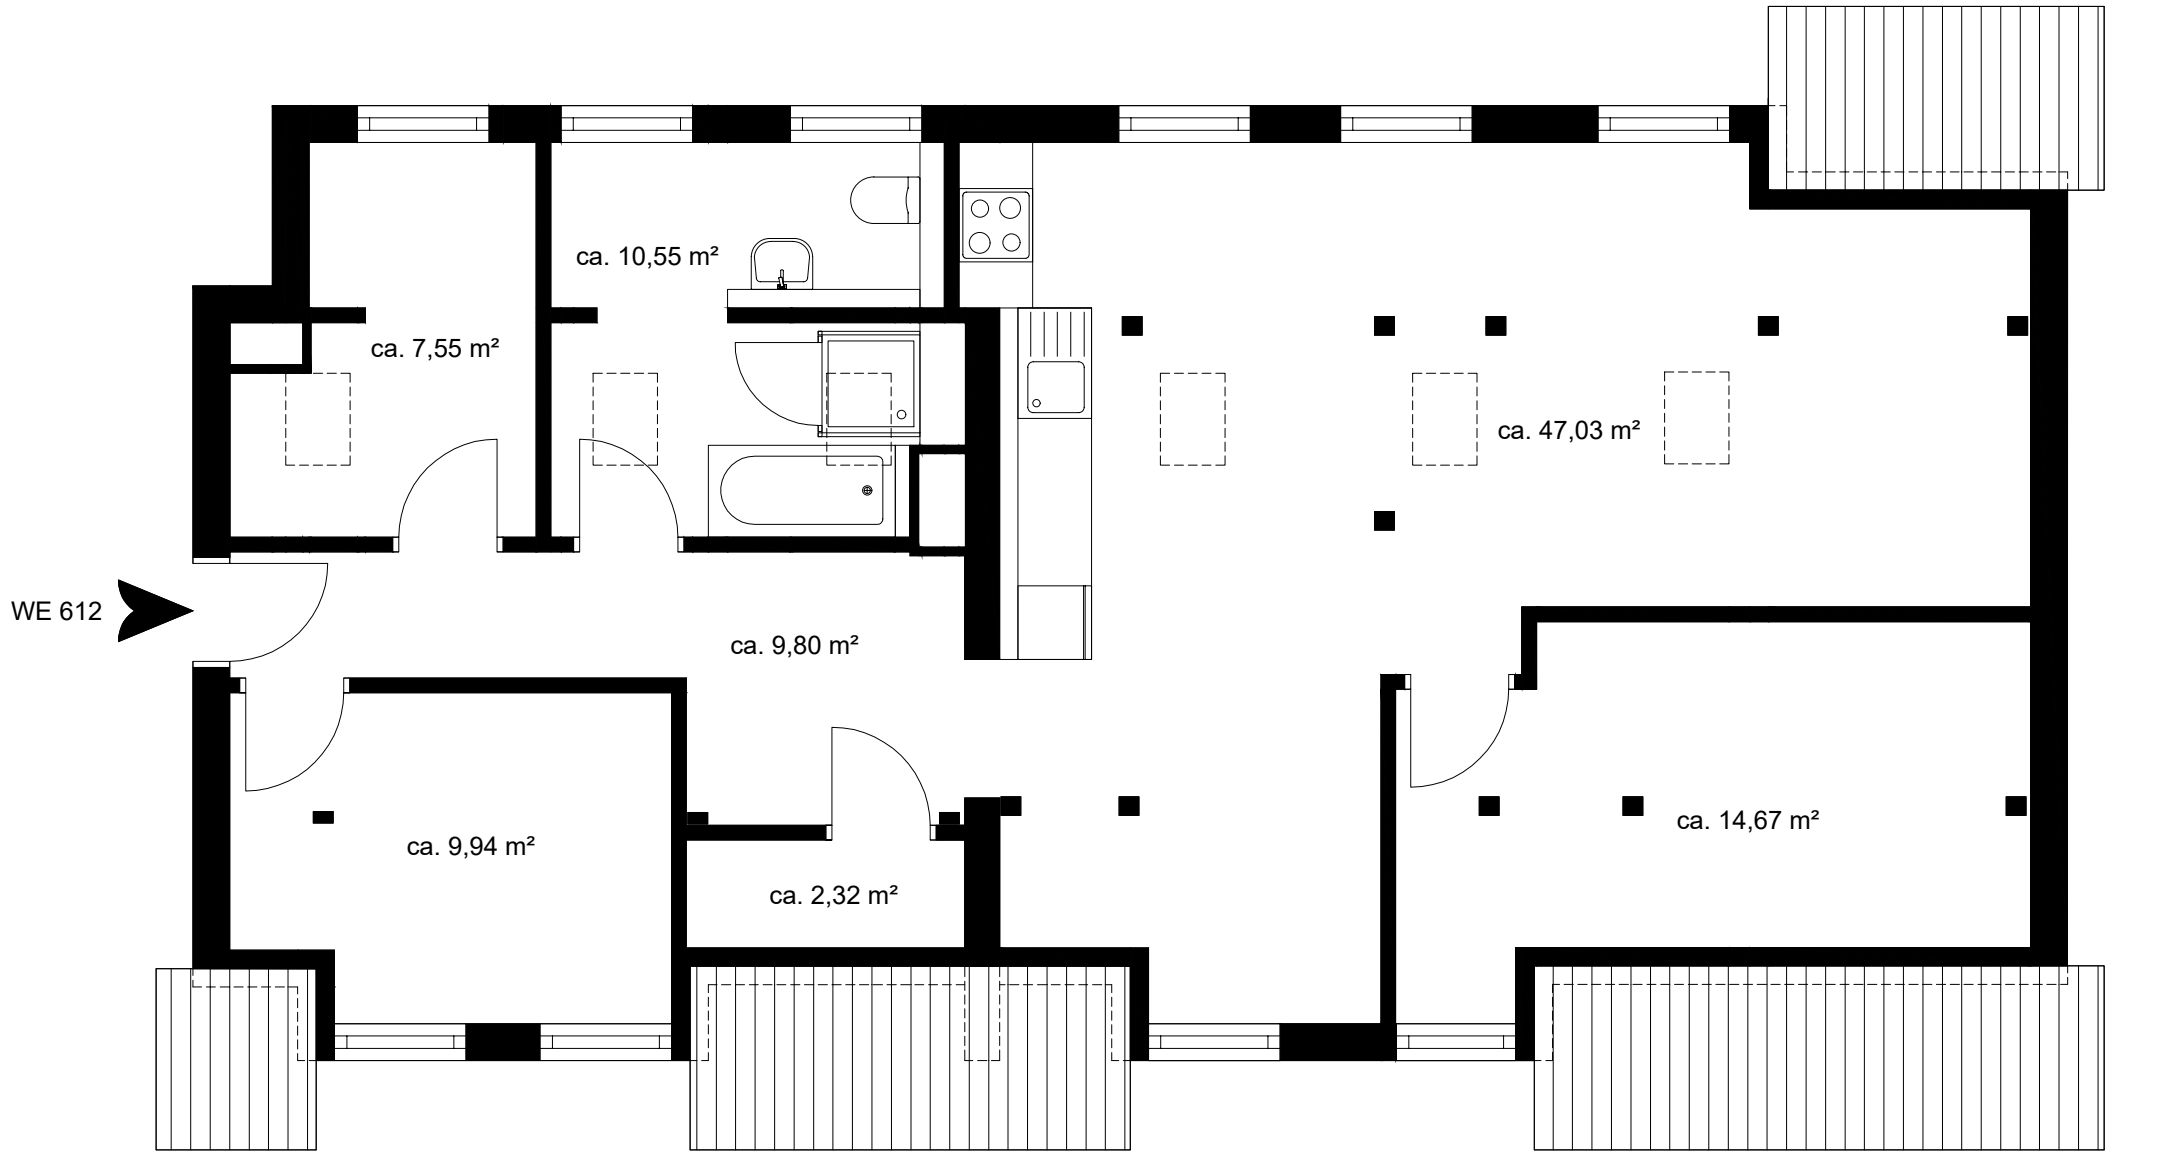 ca. 10,55 m²
ca. 7,55 m²
ca. 47,03 m²
WE 612
ca. 9,80 m²
ca. 14,67 m²
ca. 9,94 m²
ca. 2,32 m²